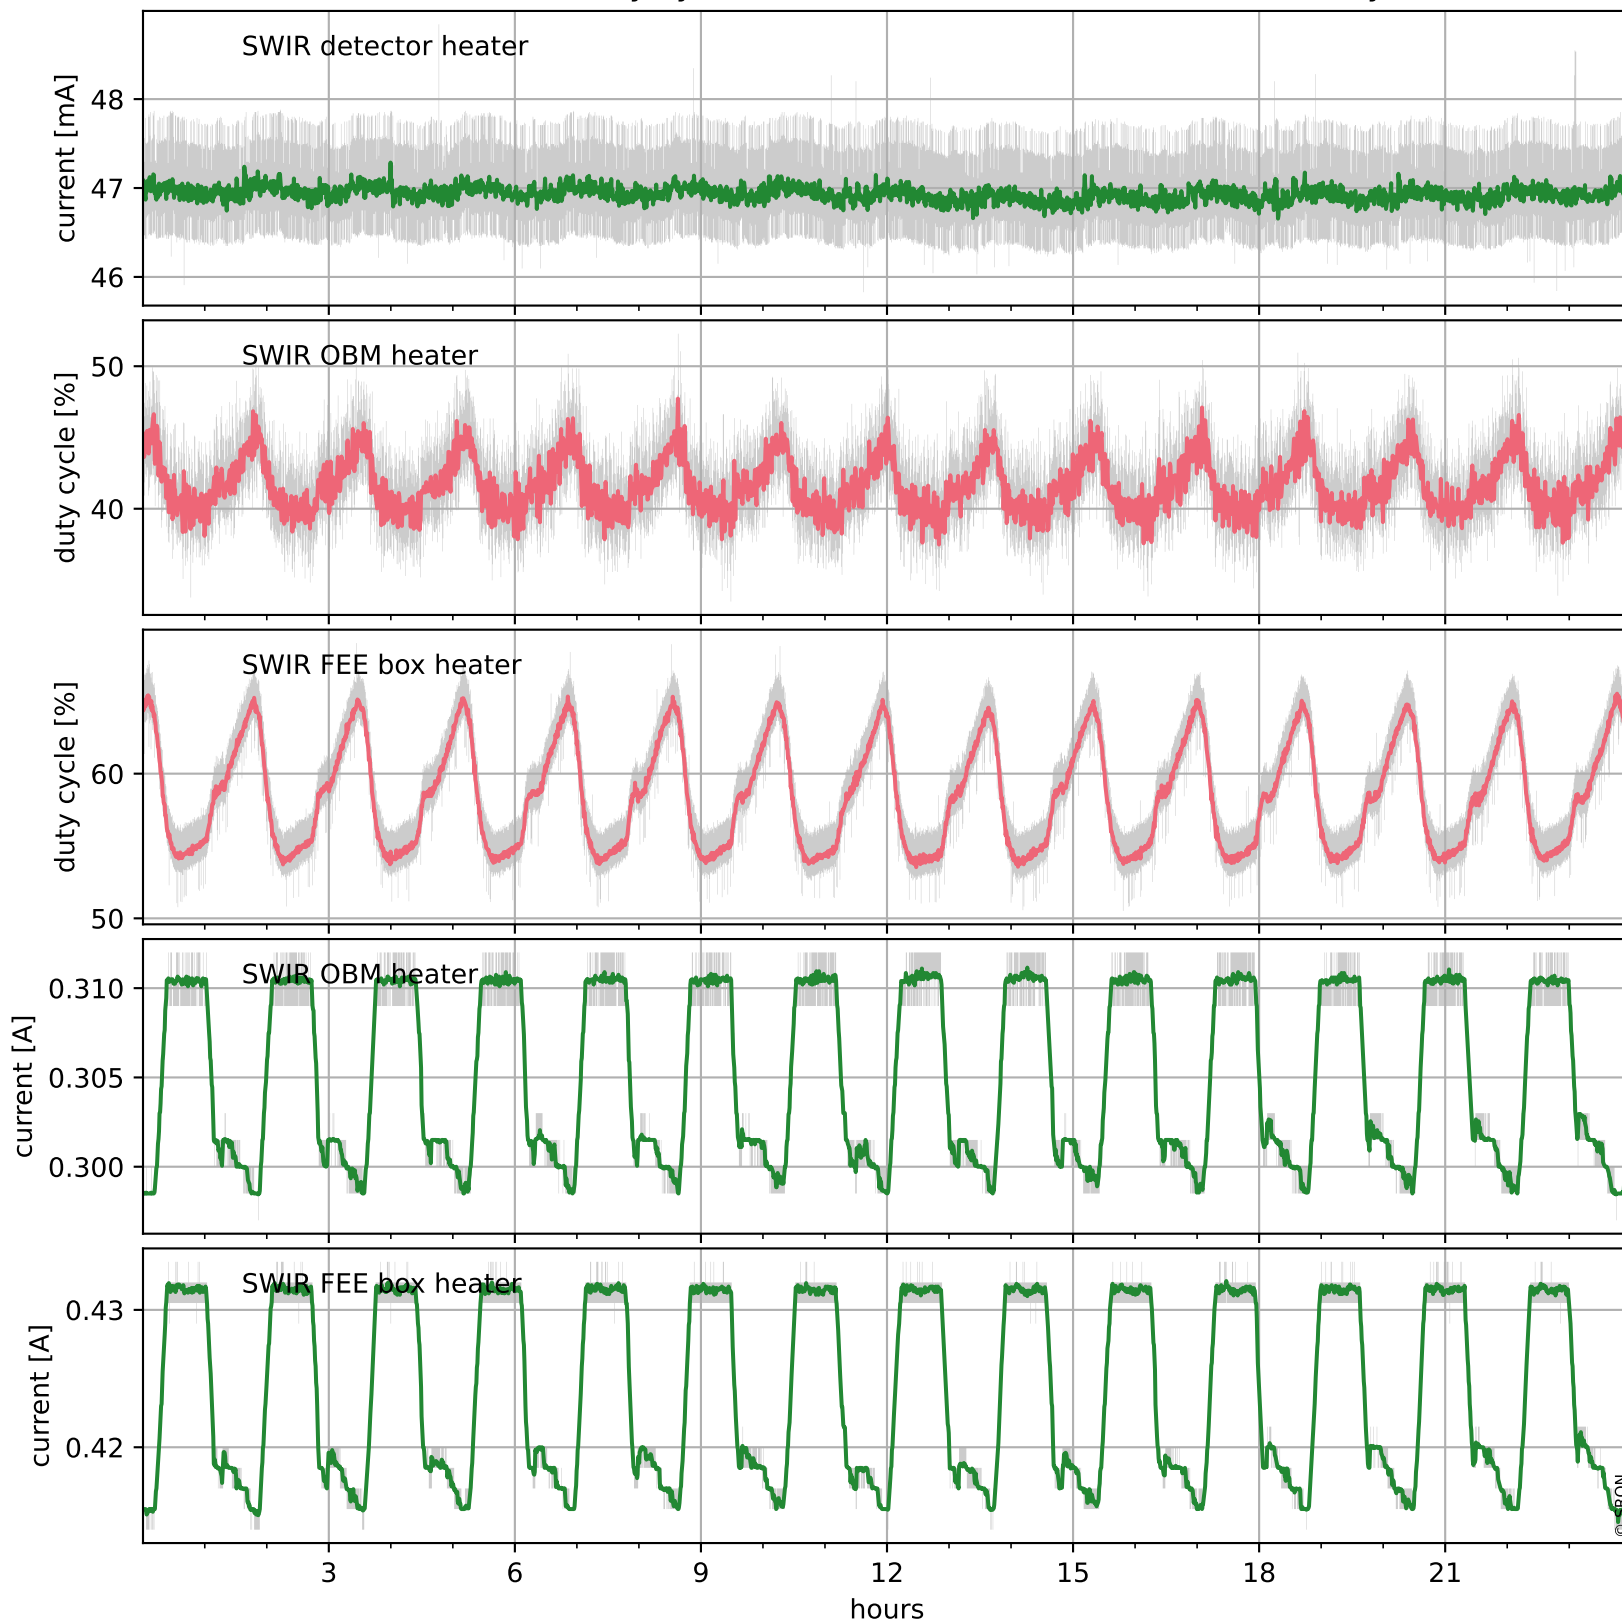 SWIR detector heater
current [mA]
48
47
46
SWIR OBM heater
duty cycle [%]
50
40
SWIR FEE box heater
duty cycle [%]
60
50
SWIR OBM heater
current [A]
0.310
0.305
0.300
SWIR FEE box heater
current [A]
0.43
0.42
3 6 9 12 15 18 21
hours
© SRON